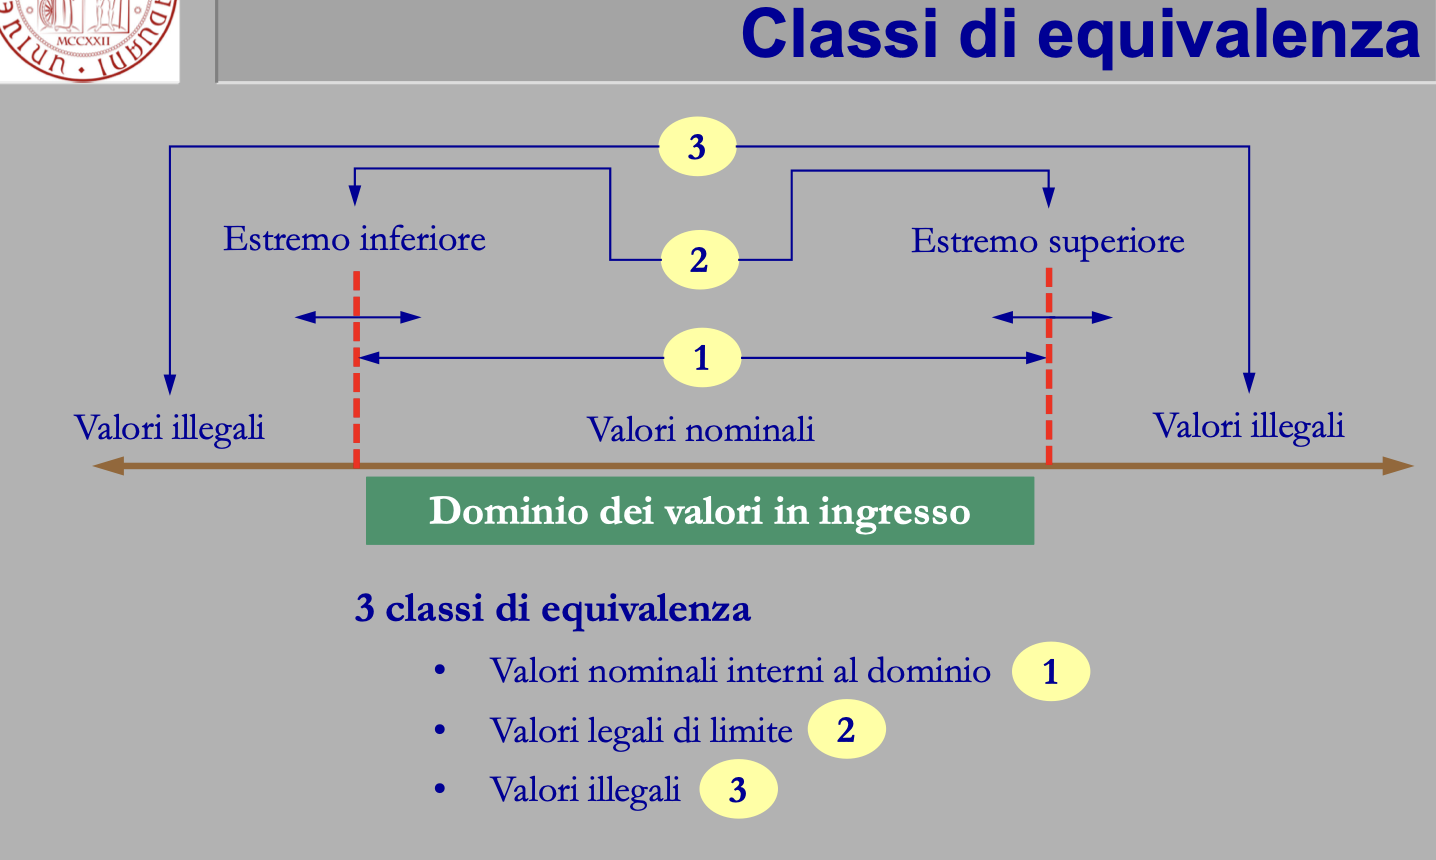 MCCXXII
Classi di equivalenza
3
Estremo inferiore
2
Estremo superiore
1
Valori illegali
Valori nominali
Valori illegali
Dominio dei valori in ingresso
3 classi di equivalenza
• Valori nominali interni al dominio 1
• Valori legali di limite 2
• Valori illegali 3